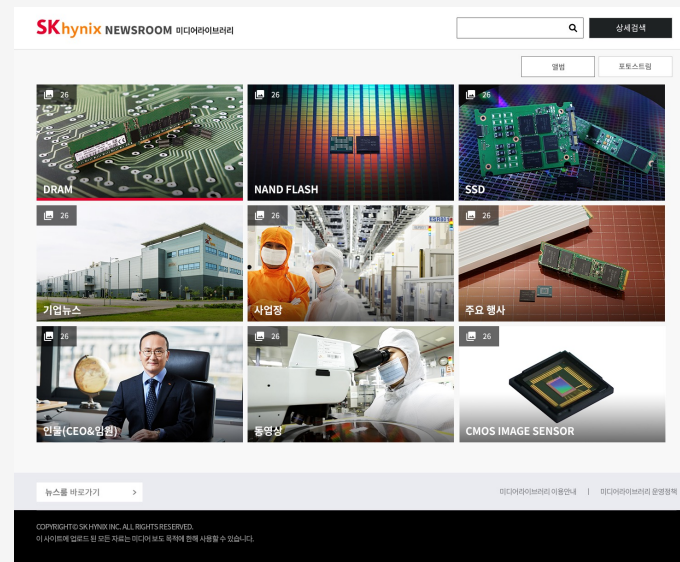 SK hynix NEWSROOM 미디어라이브러리
상세검색
앨범 포토스트림
26 26 26
DRAM NAND FLASH SSD
26 26 26
기업뉴스 사업장 주요 행사
26 26 26
인물(CEO&임원) 동영상 CMOS IMAGE SENSOR
뉴스룸 바로가기 > 미디어라이브러리 이용안내 | 미디어라이브러리 운영정책
COPYRIGHT© SK HYNIX INC. ALL RIGHTS RESERVED.
이 사이트에 업로드 된 모든 자료는 미디어 보도 목적에 한해 사용할 수 있습니다.